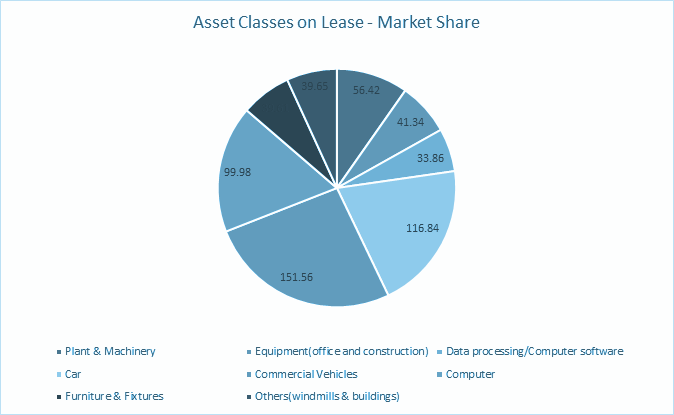 Asset Classes on Lease - Market Share
39.65
56.42
41.34
33.86
99.98
116.84
151.56
Plant & Machinery
Equipment(office and construction)
Data processing/Computer software
Car
Commercial Vehicles
Computer
Furniture & Fixtures
Others(windmills & buildings)